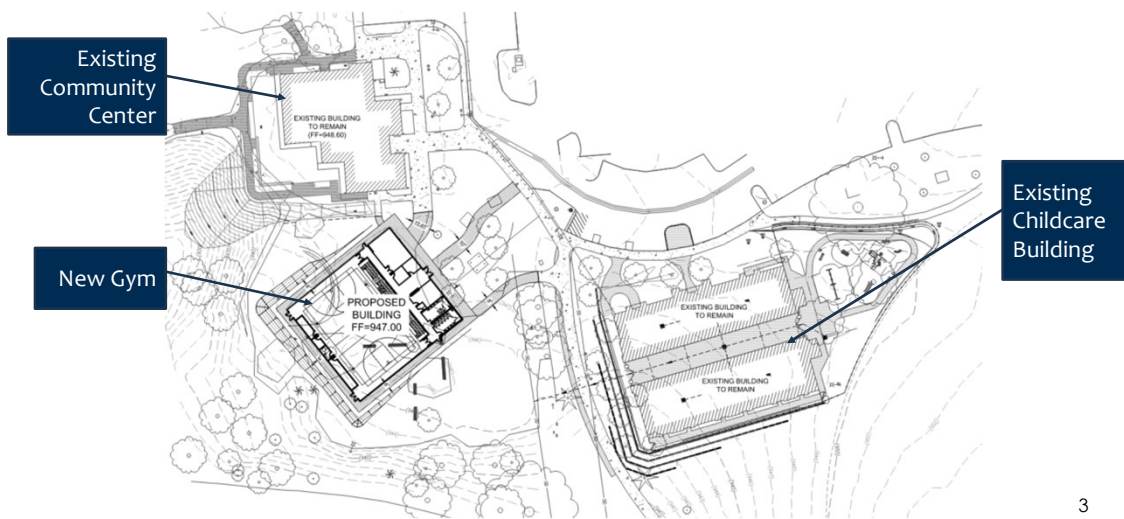 Existing
Community
Center
EXISTING BUILDING
TO REMAIN
(FF=948.60)
New Gym
PROPOSED
BUILDING
FF=947.00
Existing
Childcare
Building
EXISTING BUILDING
TO REMAIN
EXISTING BUILDING
TO REMAIN
3